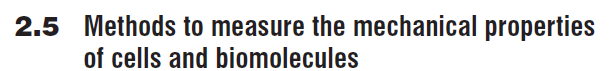 2.5 Methods to measure the mechanical properties
of cells and biomolecules